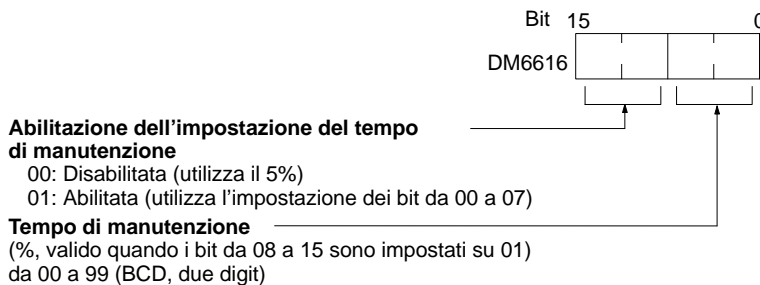 Bit 15 0
DM6616
Abilitazione dell'impostazione del tempo
di manutenzione
00: Disabilitata (utilizza il 5%)
01: Abilitata (utilizza l'impostazione dei bit da 00 a 07)
Tempo di manutenzione
(%, valido quando i bit da 08 a 15 sono impostati su 01)
da 00 a 99 (BCD, due digit)